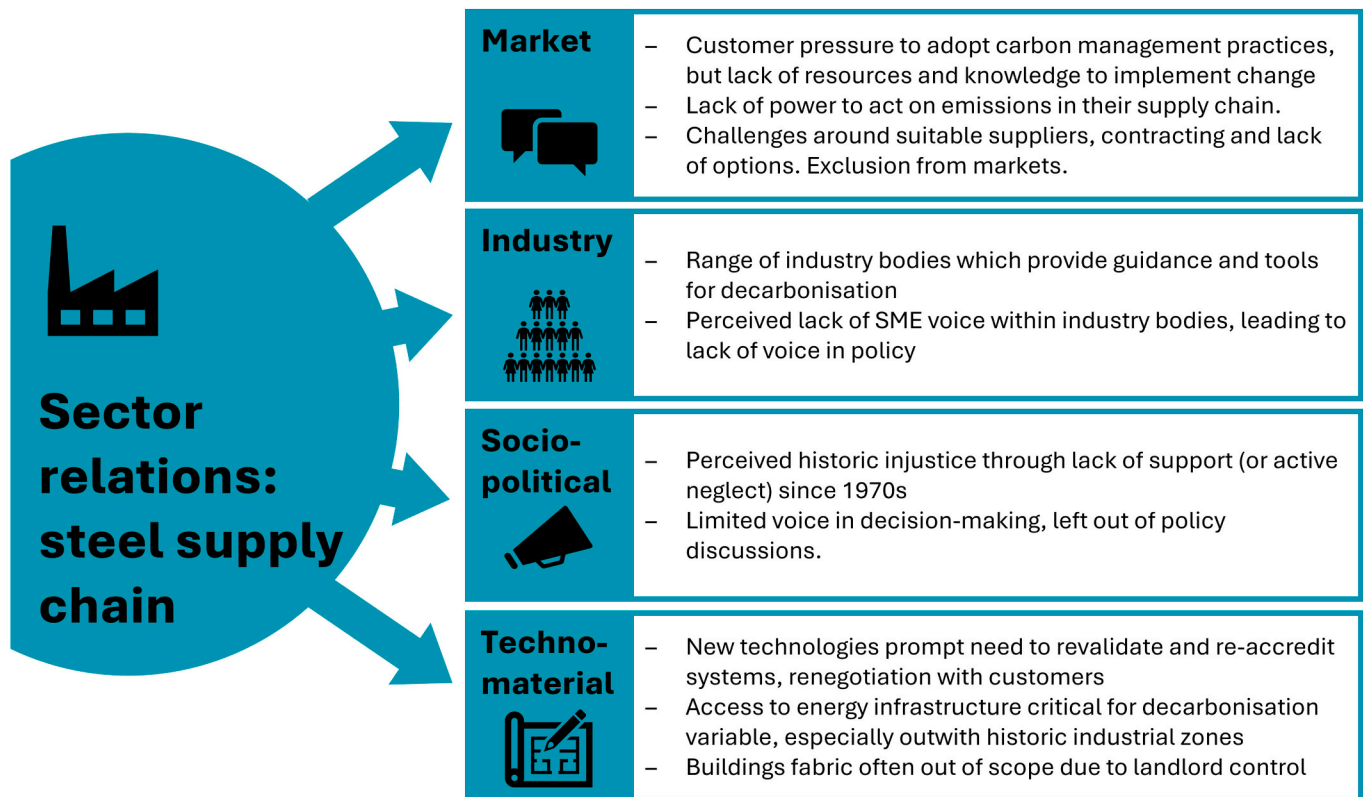 Sector
relations:
steel supply
chain
Market
– Customer pressure to adopt carbon management practices,
but lack of resources and knowledge to implement change
– Lack of power to act on emissions in their supply chain.
– Challenges around suitable suppliers, contracting and lack
of options. Exclusion from markets.
Industry
– Range of industry bodies which provide guidance and tools
for decarbonisation
– Perceived lack of SME voice within industry bodies, leading to
lack of voice in policy
Socio-
political
– Perceived historic injustice through lack of support (or active
neglect) since 1970s
– Limited voice in decision-making, left out of policy
discussions.
Techno-
material
– New technologies prompt need to revalidate and re-accredit
systems, renegotiation with customers
– Access to energy infrastructure critical for decarbonisation
variable, especially outwith historic industrial zones
– Buildings fabric often out of scope due to landlord control